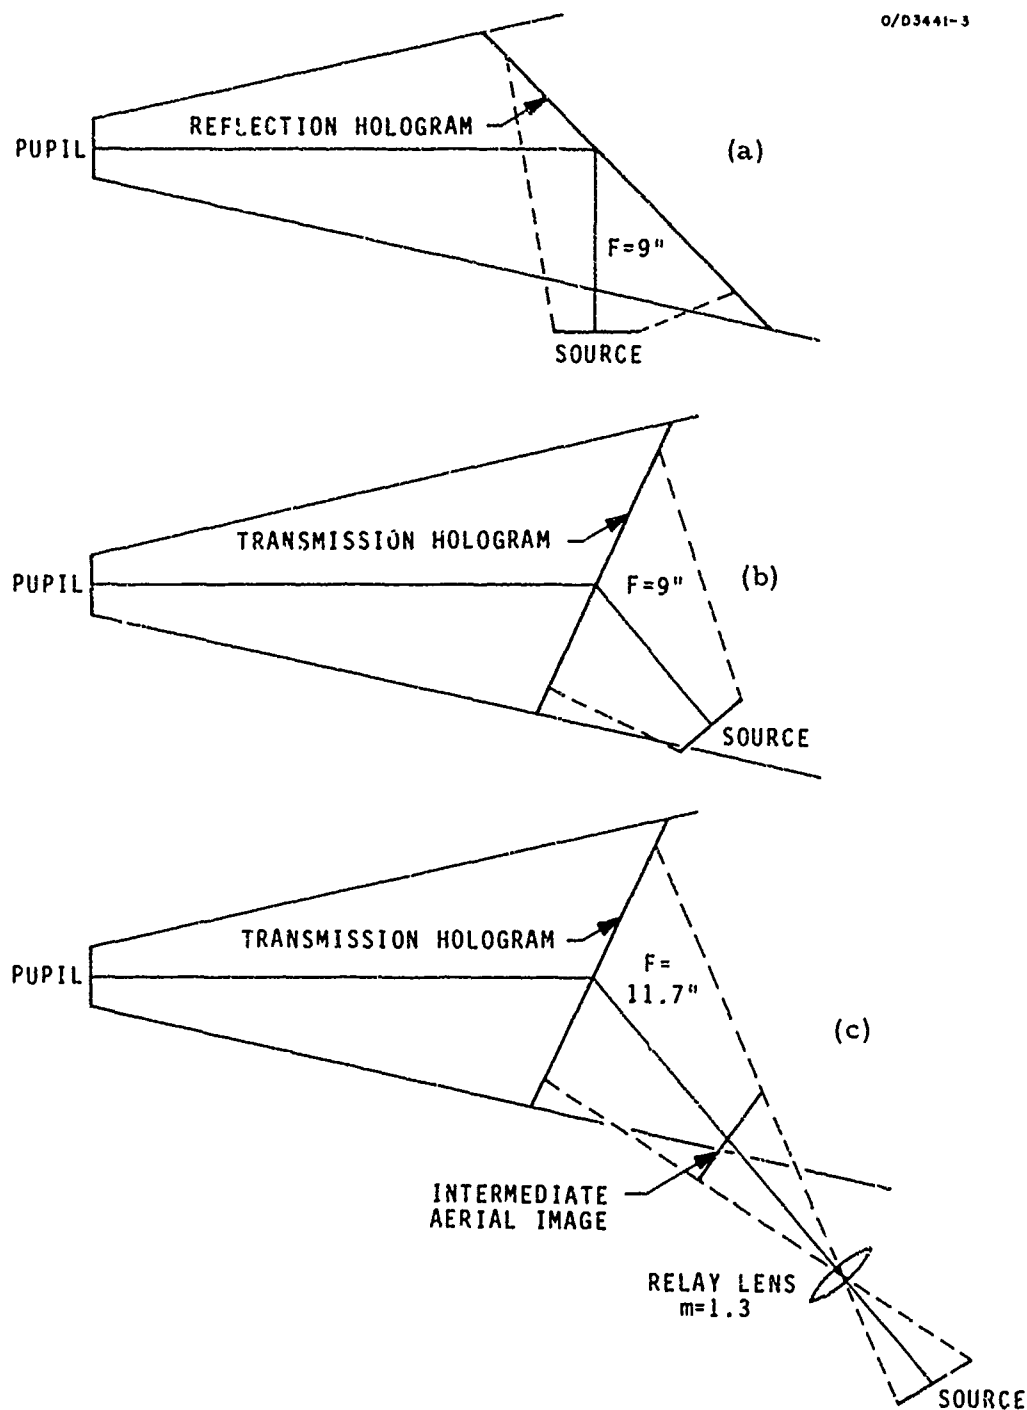 O/D3441-3
REFLECTION HOLOGRAM
PUPIL
(a)
F=9"
SOURCE
TRANSMISSION HOLOGRAM
PUPIL
F=9"
(b)
SOURCE
TRANSMISSION HOLOGRAM
PUPIL
F=
11.7"
(c)
INTERMEDIATE
AERIAL IMAGE
RELAY LENS
m=1.3
SOURCE